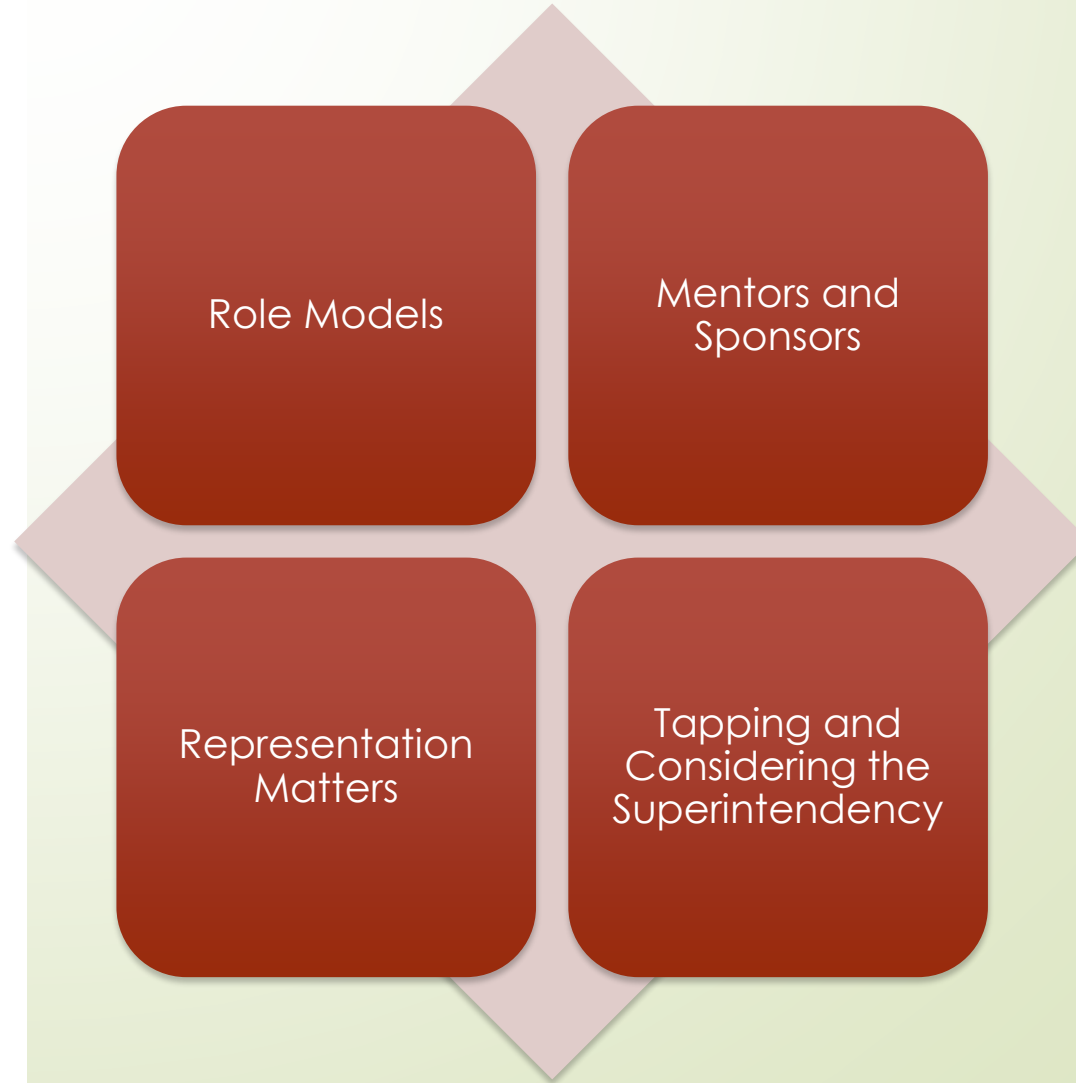 Role Models
Mentors and
Sponsors
Representation
Matters
Tapping and
Considering the
Superintendency